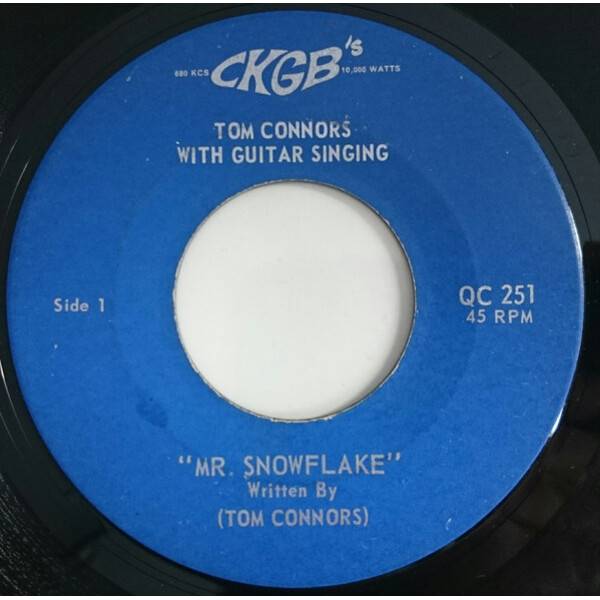 680 KCS CKGB's 10,000 WATTS
TOM CONNORS
WITH GUITAR SINGING
Side 1
QC 251
45 RPM
"MR. SNOWFLAKE"
Written By
(TOM CONNORS)